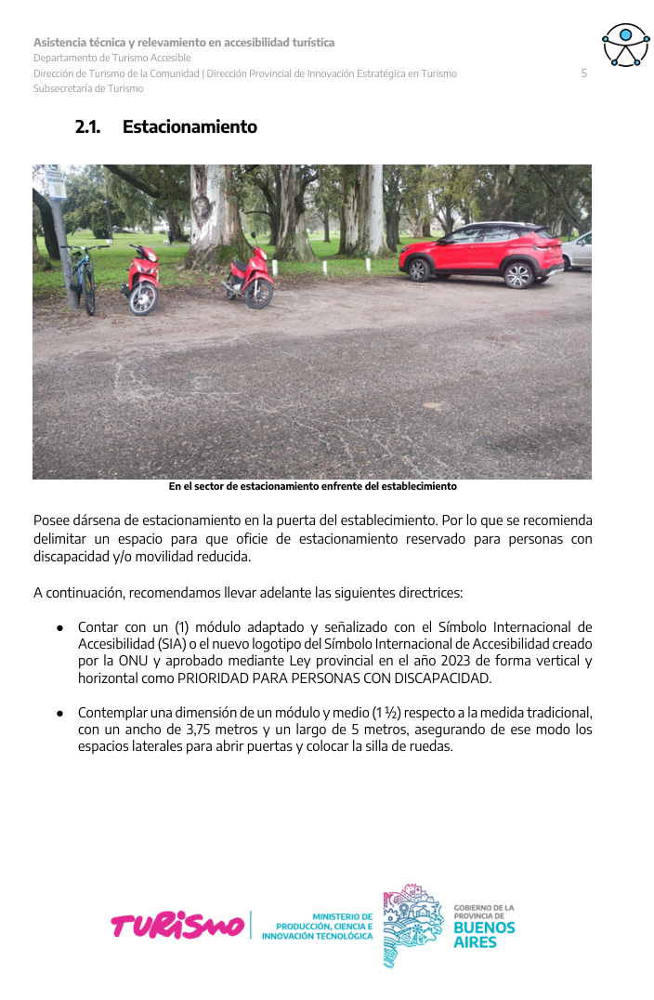 Asistencia técnica y relevamiento en accesibilidad turística
Departamento de Turismo Accesible
Dirección de Turismo de la Comunidad | Dirección Provincial de Innovación Estratégica en Turismo
5
Subsecretaría de Turismo
2.1. Estacionamiento
En el sector de estacionamiento enfrente del establecimiento
Posee dársena de estacionamiento en la puerta del establecimiento. Por lo que se recomienda
delimitar un espacio para que oficie de estacionamiento reservado para personas con
discapacidad y/o movilidad reducida.
A continuación, recomendamos llevar adelante las siguientes directrices:
● Contar con un (1) módulo adaptado y señalizado con el Símbolo Internacional de
Accesibilidad (SIA) o el nuevo logotipo del Símbolo Internacional de Accesibilidad creado
por la ONU y aprobado mediante Ley provincial en el año 2023 de forma vertical y
horizontal como PRIORIDAD PARA PERSONAS CON DISCAPACIDAD.
● Contemplar una dimensión de un módulo y medio (1 ½) respecto a la medida tradicional,
con un ancho de 3,75 metros y un largo de 5 metros, asegurando de ese modo los
espacios laterales para abrir puertas y colocar la silla de ruedas.
TURISMO
MINISTERIO DE
PRODUCCIÓN, CIENCIA E
INNOVACIÓN TECNOLÓGICA
GOBIERNO DE LA
PROVINCIA DE
BUENOS
AIRES